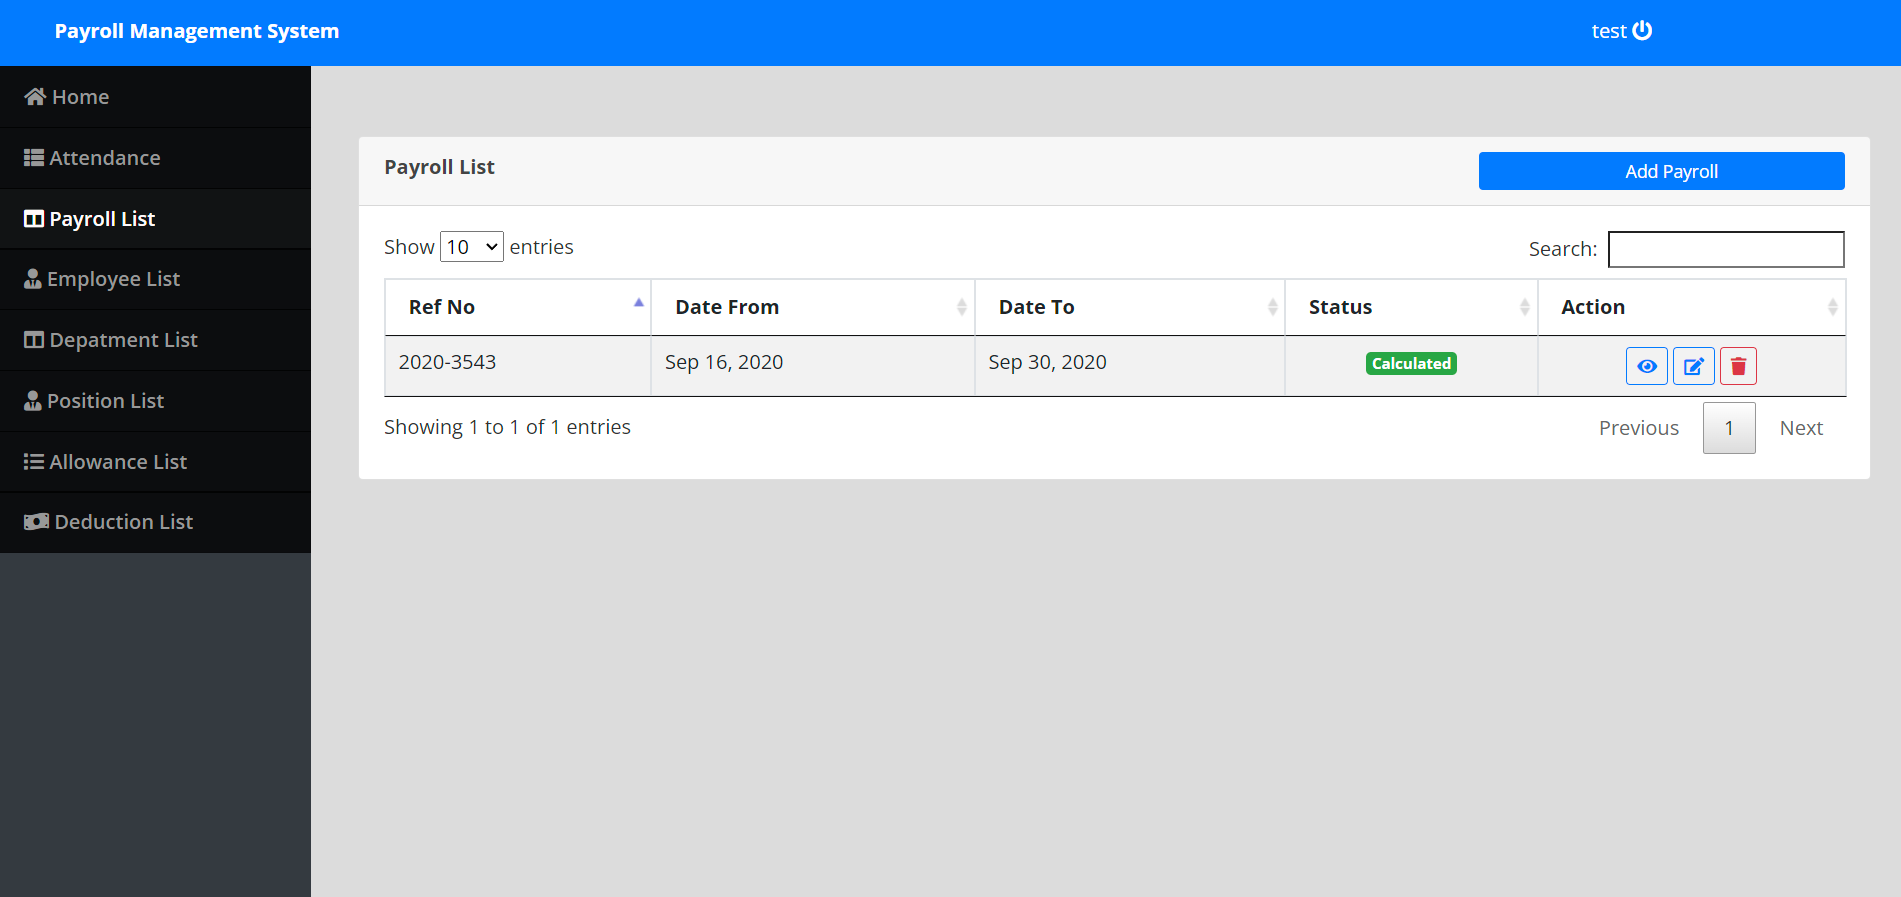 Payroll Management System
test
Home
Attendance
Payroll List
Employee List
Depatment List
Position List
Allowance List
Deduction List
Payroll List
Add Payroll
Show 10 entries
Search:
Ref No Date From Date To Status Action
2020-3543 Sep 16, 2020 Sep 30, 2020 Calculated
Showing 1 to 1 of 1 entries
Previous 1 Next